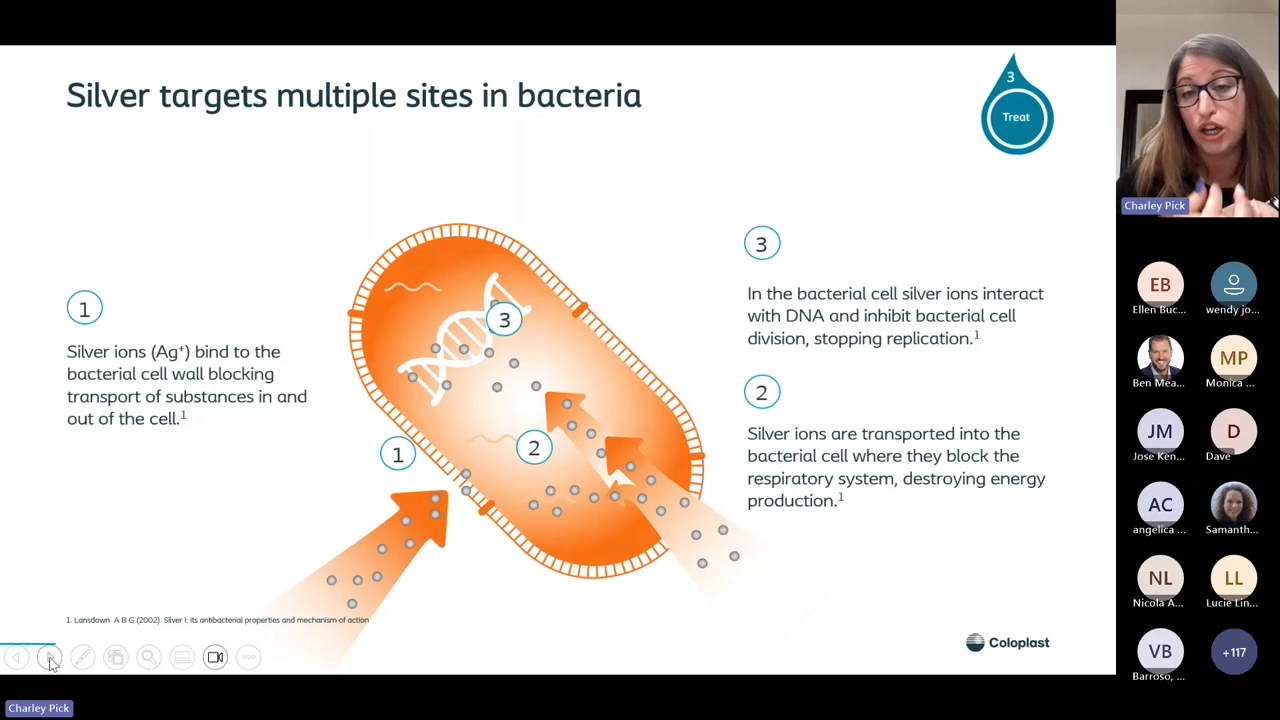 Silver targets multiple sites in bacteria
3
Treat
1
Silver ions (Ag⁺) bind to the
bacterial cell wall blocking
transport of substances in and
out of the cell.¹
3
1
2
3
In the bacterial cell silver ions interact
with DNA and inhibit bacterial cell
division, stopping replication.¹
2
Silver ions are transported into the
bacterial cell where they block the
respiratory system, destroying energy
production.¹
1. Lansdown A B G (2002). Silver I: its antibacterial properties and mechanism of action
Coloplast
Charley Pick
Charley Pick
EB
Ellen Buc...
wendy jo...
Ben Mea...
MP
Monica ...
JM
Jose Ken...
D
Dave
AC
angelica ...
Samanth...
NL
Nicola A...
LL
Lucie Lin...
VB
Barroso, ...
+117